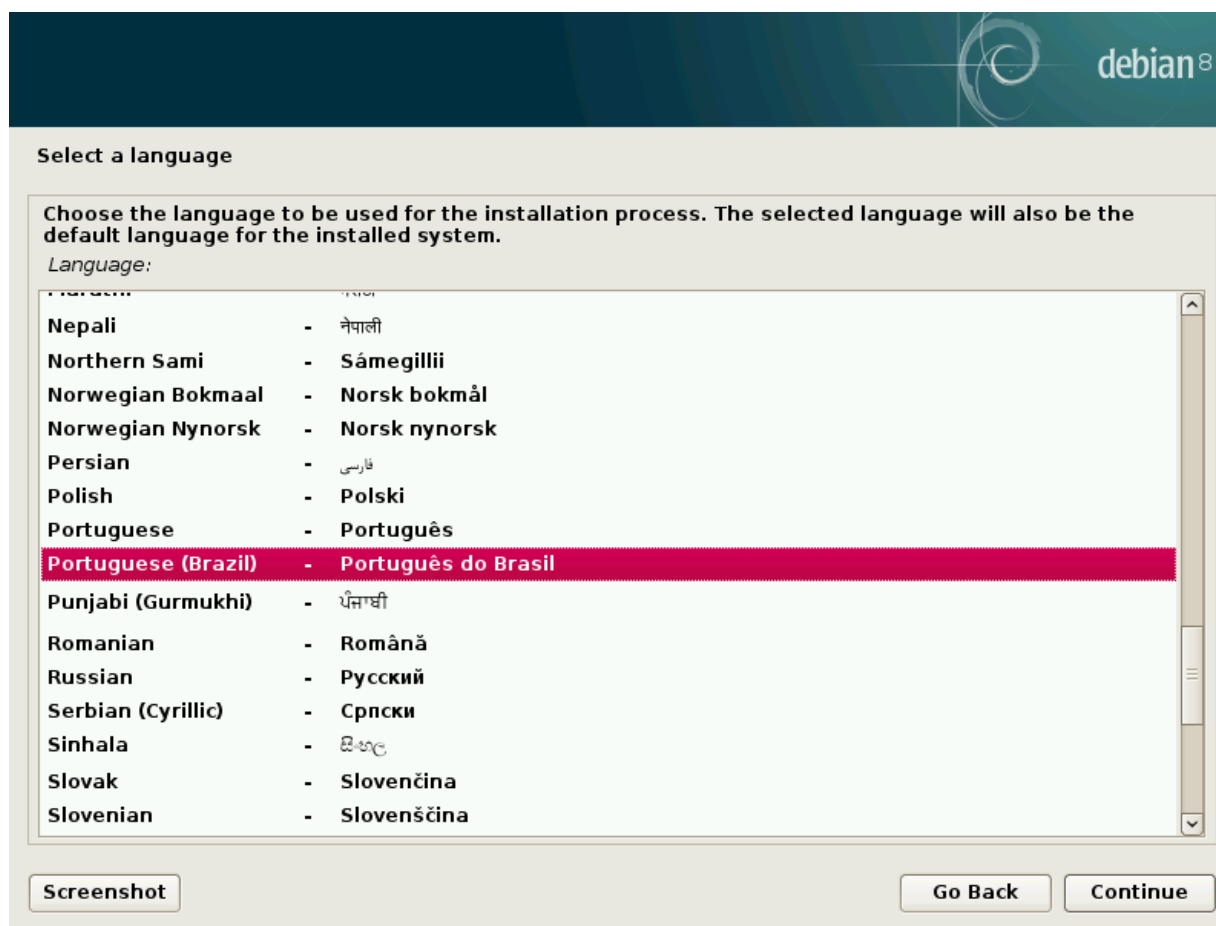 debian 8
Select a language
Choose the language to be used for the installation process. The selected language will also be the
default language for the installed system.
Language:
Nepali - नेपाली
Northern Sami - Sámegillii
Norwegian Bokmaal - Norsk bokmål
Norwegian Nynorsk - Norsk nynorsk
Persian - فارسی
Polish - Polski
Portuguese - Português
Portuguese (Brazil) - Português do Brasil
Punjabi (Gurmukhi) - ਪੰਜਾਬੀ
Romanian - Română
Russian - Русский
Serbian (Cyrillic) - Српски
Sinhala - සිංහල
Slovak - Slovenčina
Slovenian - Slovenščina
Screenshot Go Back Continue